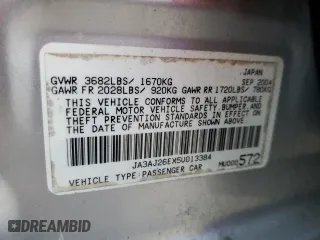 JAPAN
GVWR 3682LBS/ 1670KG SEP 2004
GAWR FR 2028LBS/ 920KG GAWR RR 1720LBS/ 780KG
THIS VEHICLE CONFORMS TO ALL APPLICABLE
FEDERAL MOTOR VEHICLE SAFETY, BUMPER, AND
THEFT PREVENTION STANDARDS IN EFFECT ON
THE DATE OF MANUFACTURE SHOWN ABOVE.
JA3AJ26EX5U013384
VEHICLE TYPE: PASSENGER CAR MU000572
DREAMBID